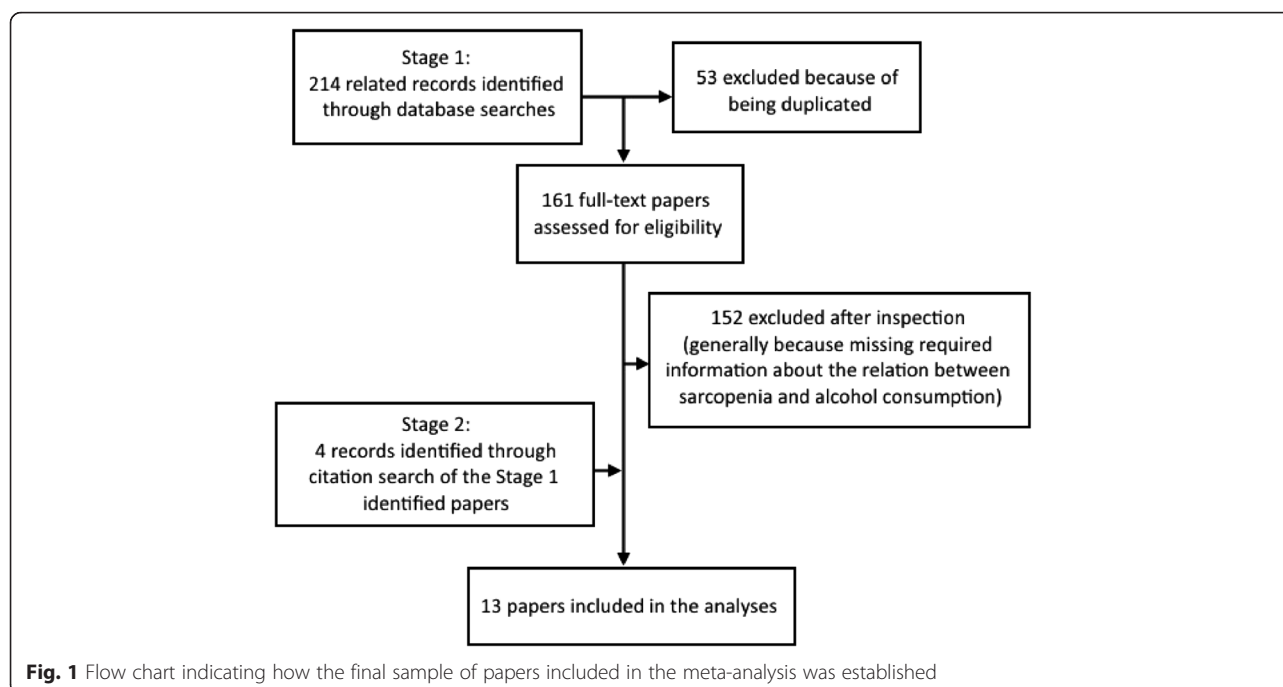 Stage 1:
214 related records identified
through database searches
53 excluded because of
being duplicated
161 full-text papers
assessed for eligibility
152 excluded after inspection
(generally because missing required
information about the relation between
sarcopenia and alcohol consumption)
Stage 2:
4 records identified through
citation search of the Stage 1
identified papers
13 papers included in the analyses
Fig. 1 Flow chart indicating how the final sample of papers included in the meta-analysis was established